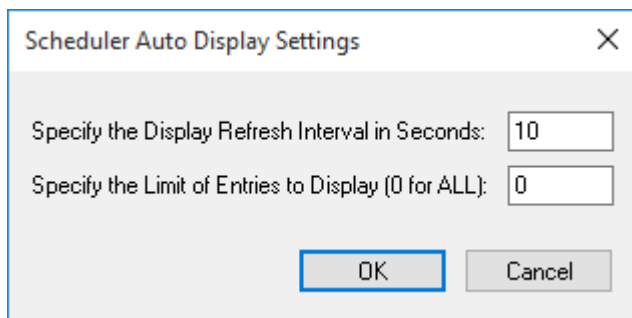 Scheduler Auto Display Settings
Specify the Display Refresh Interval in Seconds: 10
Specify the Limit of Entries to Display (0 for ALL): 0
OK Cancel